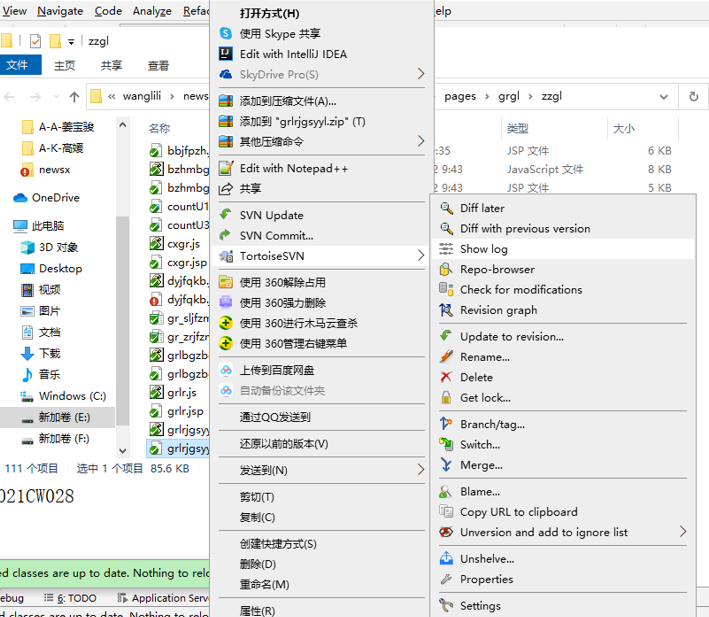 View Navigate Code Analyze Refac
elp
zzgl
文件 主页 共享 查看
« wanglili › news
pages › grgl › zzgl
A-A-姜宝骏
A-K-高媛
newsx
OneDrive
此电脑
3D 对象
Desktop
视频
图片
文档
下载
音乐
Windows (C:)
新加卷 (E:)
新加卷 (F:)
名称
类型 大小
bbjfpzh.
bzhmbg
bzhmbg
countU1
countU3
cxgr.js
cxgr.jsp
dyjfqkb.
dyjfqkb.
gr_sljfzm
gr_zrjfzm
grlbgzb
grlbgzb
grlr.js
grlr.jsp
grlrjgsyy
grlrjgsyy
:35 JSP 文件 6 KB
2 9:43 JavaScript 文件 8 KB
2 9:43 JSP 文件 5 KB
111 个项目 选中 1 个项目 85.6 KB
021CW028
ed classes are up to date. Nothing to relo
ebug 6: TODO Application Serve
ed classes are up to date. Nothing to reloa
打开方式(H)
使用 Skype 共享
Edit with IntelliJ IDEA
SkyDrive Pro(S)
添加到压缩文件(A)...
添加到 "grlrjgsyyl.zip" (T)
其他压缩命令
Edit with Notepad++
共享
SVN Update
SVN Commit...
TortoiseSVN
使用 360解除占用
使用 360强力删除
使用 360进行木马云查杀
使用 360管理右键菜单
上传到百度网盘
自动备份该文件夹
通过QQ发送到
还原以前的版本(V)
发送到(N)
剪切(T)
复制(C)
创建快捷方式(S)
删除(D)
重命名(M)
属性(R)
Diff later
Diff with previous version
Show log
Repo-browser
Check for modifications
Revision graph
Update to revision...
Rename...
Delete
Get lock...
Branch/tag...
Switch...
Merge...
Blame...
Copy URL to clipboard
Unversion and add to ignore list
Unshelve...
Properties
Settings